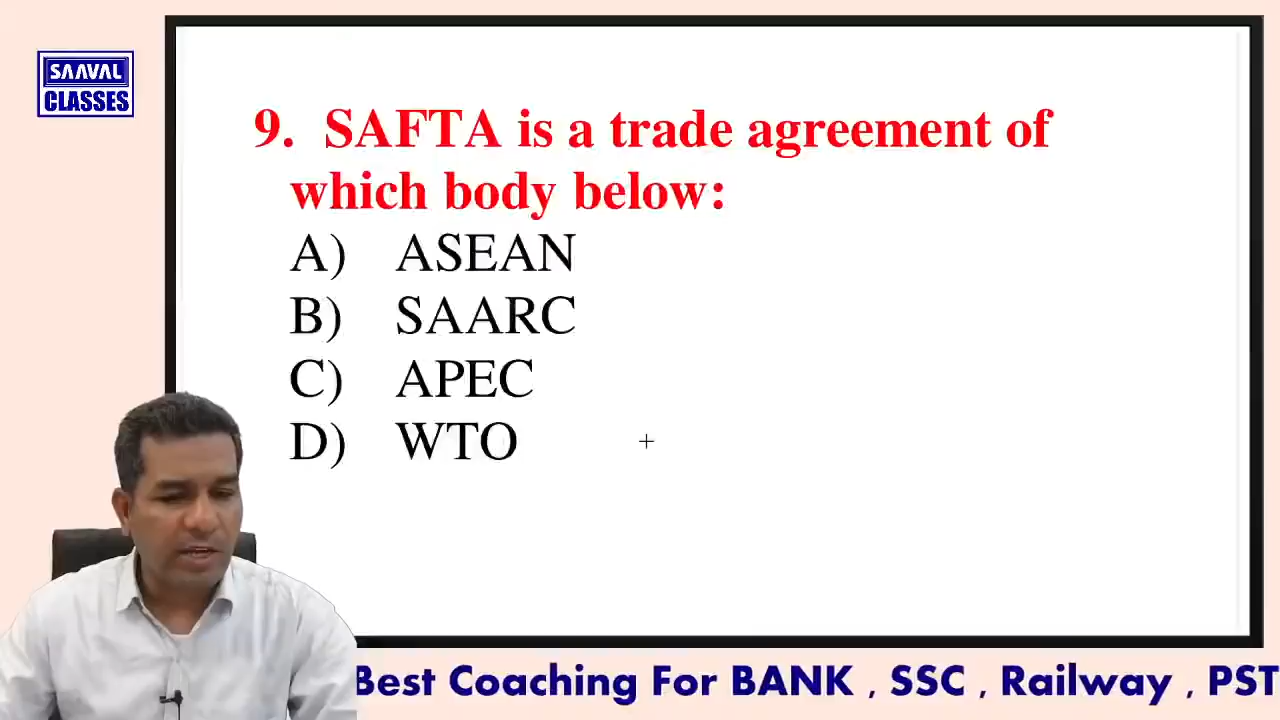 SAAVAL
CLASSES
9. SAFTA is a trade agreement of
which body below:
A) ASEAN
B) SAARC
C) APEC
D) WTO
Best Coaching For BANK , SSC , Railway , PST